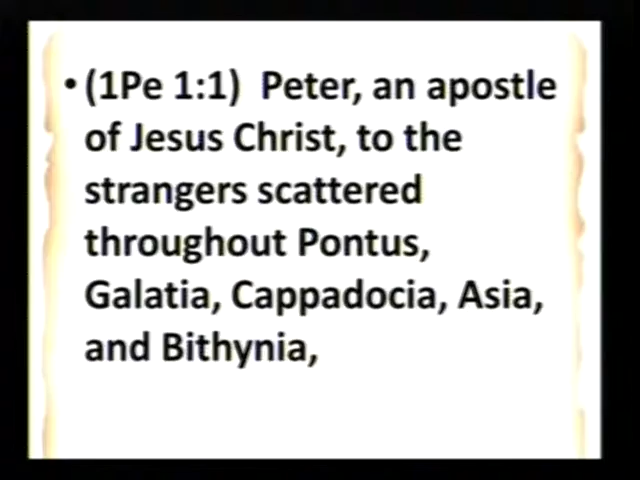 • (1Pe 1:1)  Peter, an apostle
of Jesus Christ, to the
strangers scattered
throughout Pontus,
Galatia, Cappadocia, Asia,
and Bithynia,